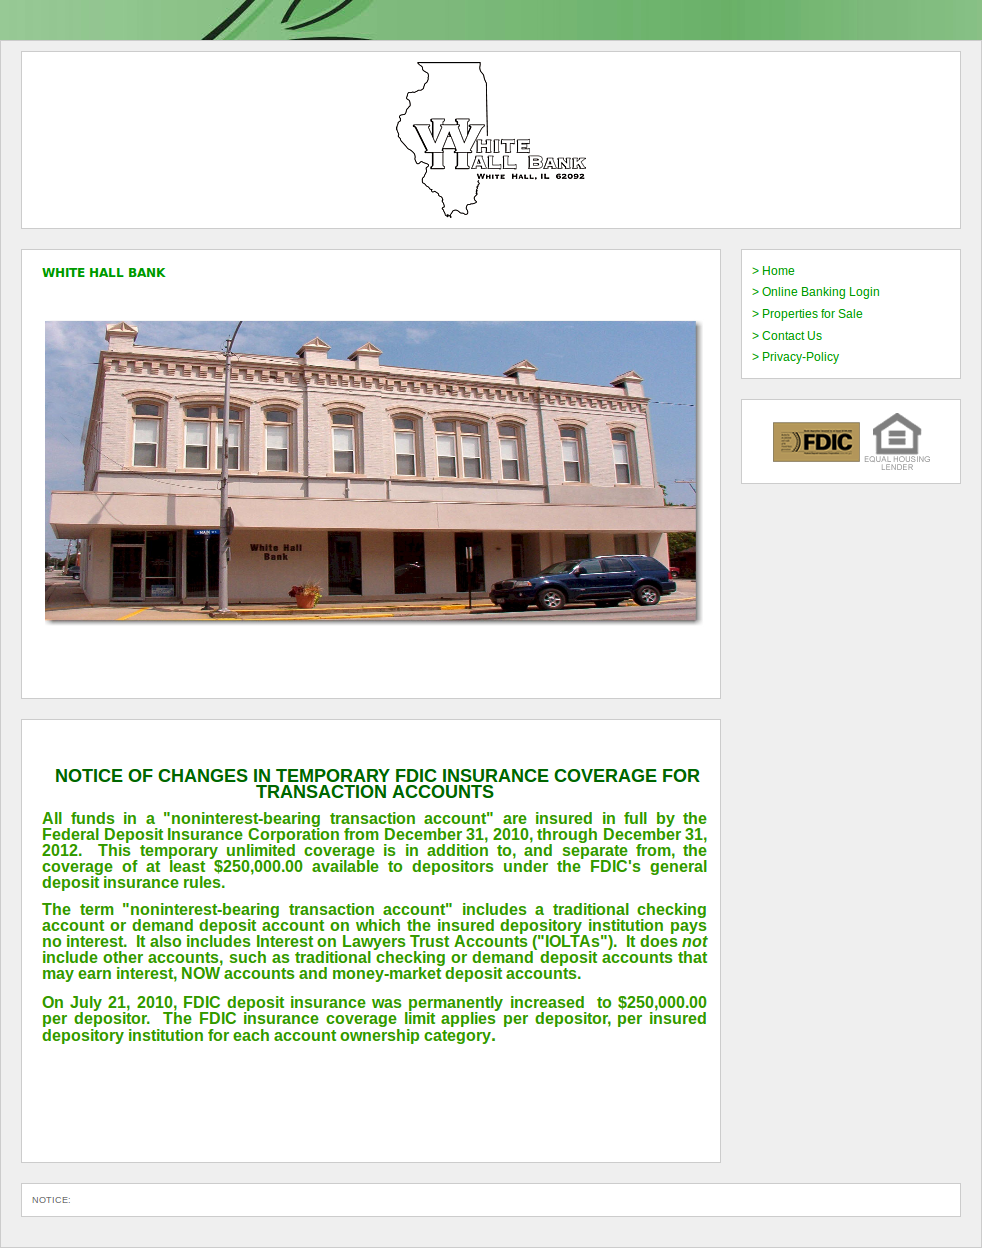 WHITE HALL BANK
WHITE HALL, IL 62092
WHITE HALL BANK
> Home
> Online Banking Login
> Properties for Sale
> Contact Us
> Privacy-Policy
FDIC
EQUAL HOUSING
LENDER
MAIN
White Hall
Bank
NOTICE OF CHANGES IN TEMPORARY FDIC INSURANCE COVERAGE FOR
TRANSACTION ACCOUNTS
All funds in a "noninterest-bearing transaction account" are insured in full by the
Federal Deposit Insurance Corporation from December 31, 2010, through December 31,
2012.  This temporary unlimited coverage is in addition to, and separate from, the
coverage of at least $250,000.00 available to depositors under the FDIC's general
deposit insurance rules.
The term "noninterest-bearing transaction account" includes a traditional checking
account or demand deposit account on which the insured depository institution pays
no interest.  It also includes Interest on Lawyers Trust Accounts ("IOLTAs").  It does not
include other accounts, such as traditional checking or demand deposit accounts that
may earn interest, NOW accounts and money-market deposit accounts.
On July 21, 2010, FDIC deposit insurance was permanently increased  to $250,000.00
per depositor.  The FDIC insurance coverage limit applies per depositor, per insured
depository institution for each account ownership category.
NOTICE: